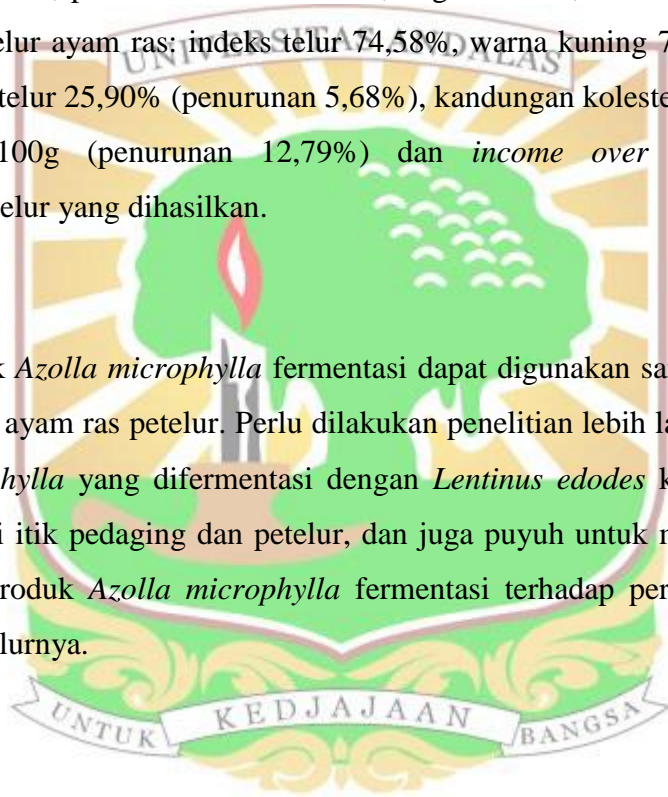 elur ayam ras: indeks telur 74,58%, warna kuning 7
UNIVERSITAS ANDALAS
telur 25,90% (penurunan 5,68%), kandungan koleste
100g (penurunan 12,79%) dan income over
elur yang dihasilkan.
k Azolla microphylla fermentasi dapat digunakan sa
ayam ras petelur. Perlu dilakukan penelitian lebih la
hylla yang difermentasi dengan Lentinus edodes k
i itik pedaging dan petelur, dan juga puyuh untuk m
roduk Azolla microphylla fermentasi terhadap per
lurnya.
UNTUK KEDJAJAAN BANGSA